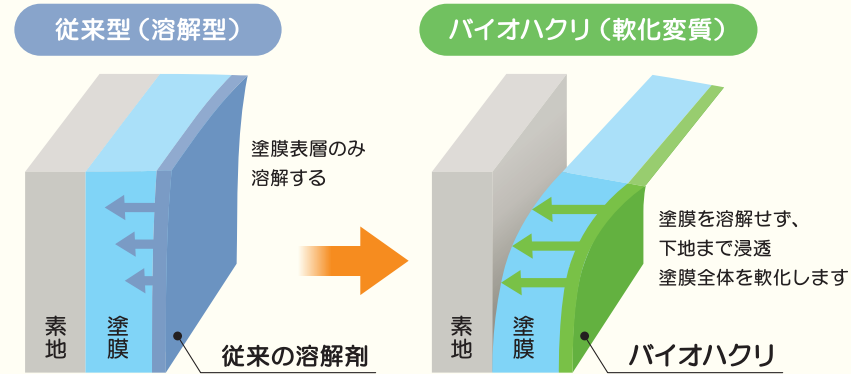 従来型（溶解型）
塗膜表層のみ
溶解する
素地
塗膜
従来の溶解剤
バイオハクリ（軟化変質）
塗膜を溶解せず、
下地まで浸透
塗膜全体を軟化します
素地
塗膜
バイオハクリ